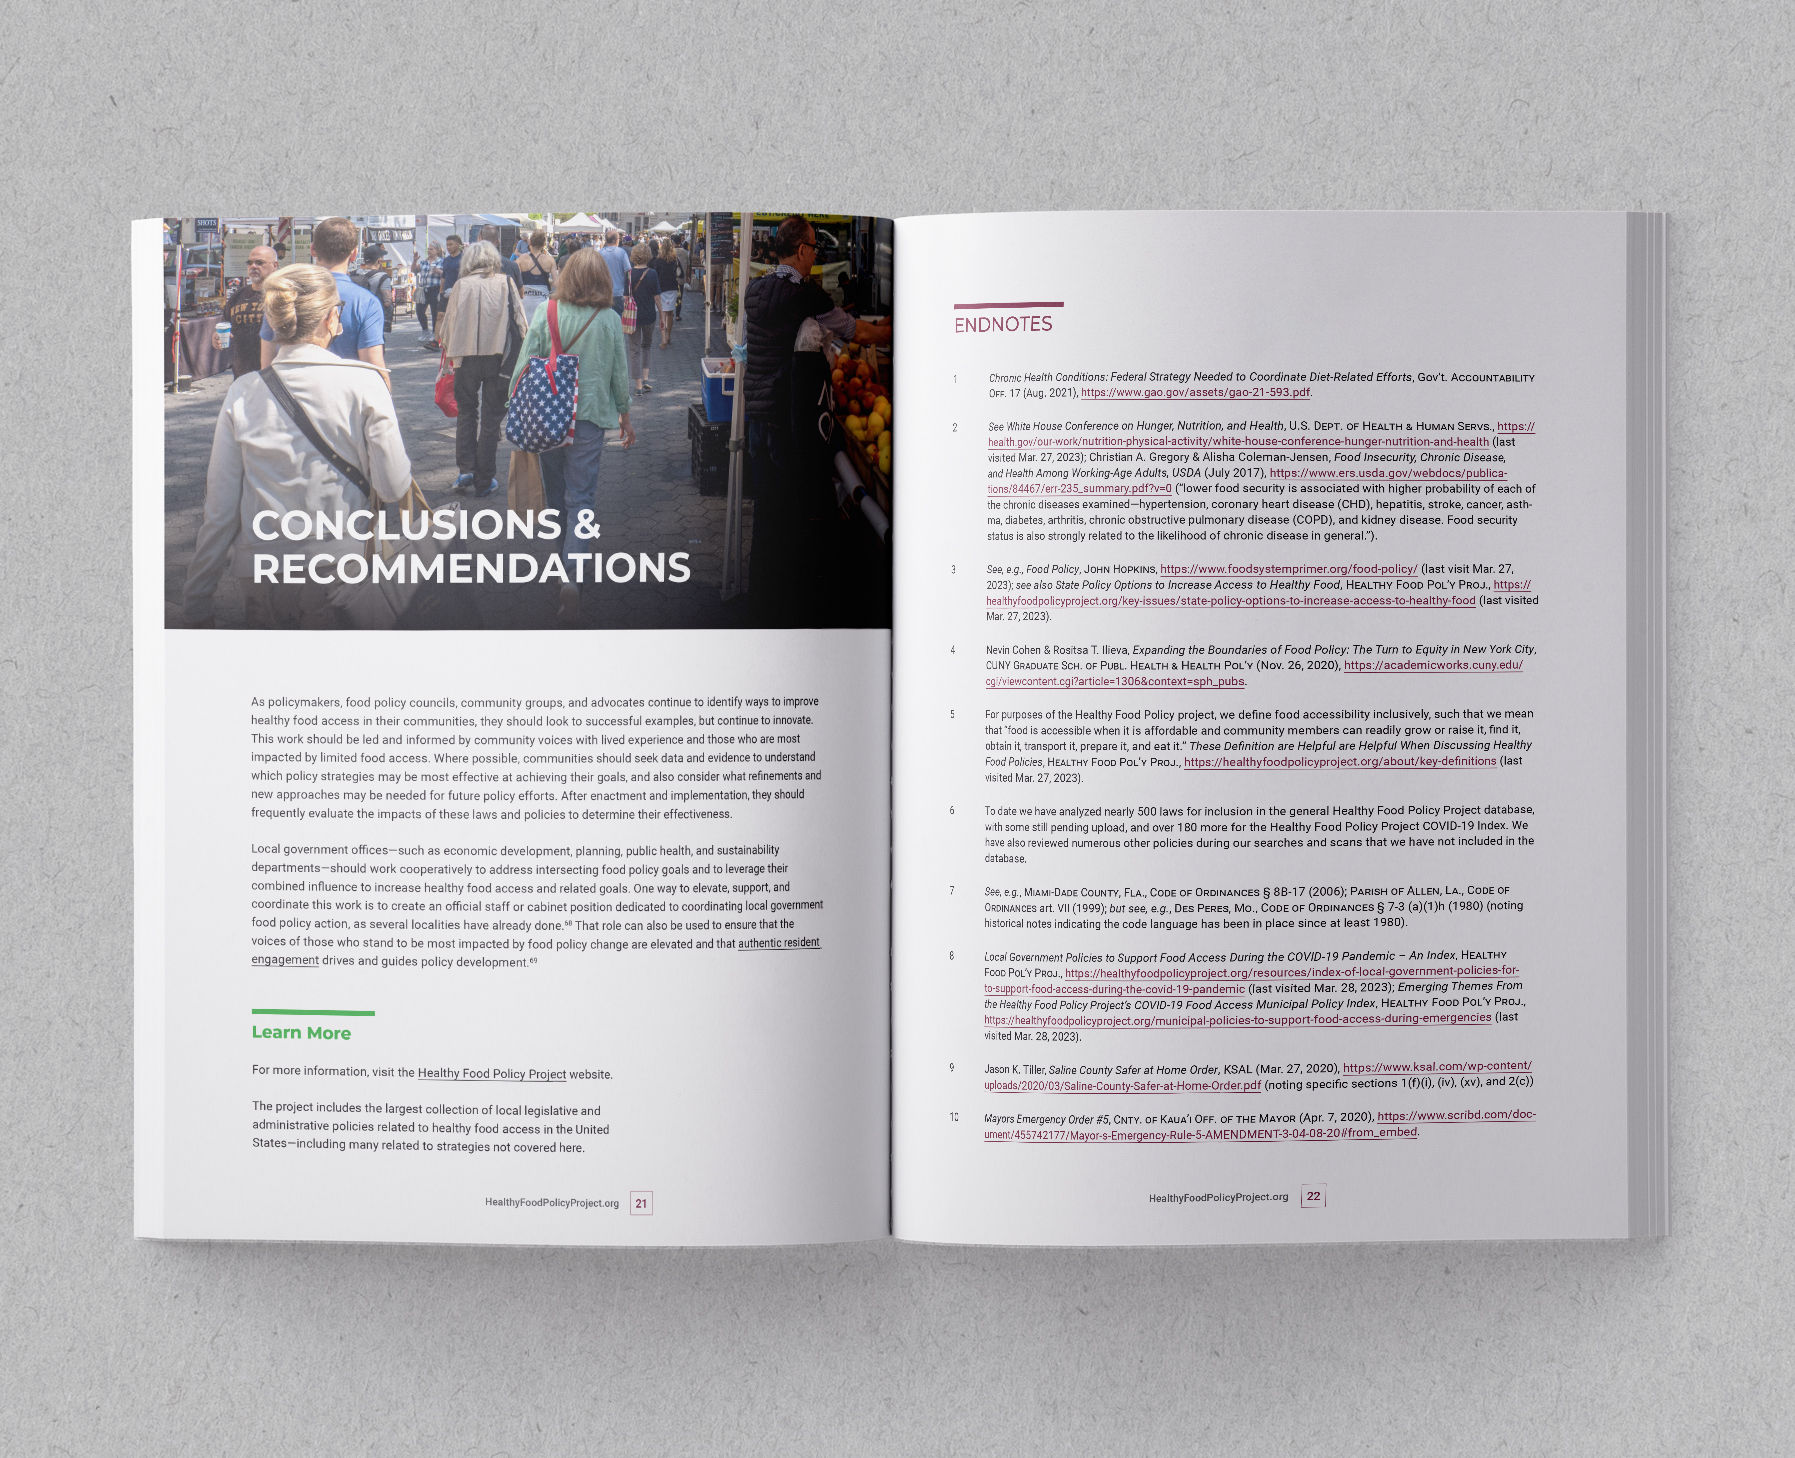 SHOTS
CONCLUSIONS &
RECOMMENDATIONS
As policymakers, food policy councils, community groups, and advocates continue to identify ways to improve
healthy food access in their communities, they should look to successful examples, but continue to innovate.
This work should be led and informed by community voices with lived experience and those who are most
impacted by limited food access. Where possible, communities should seek data and evidence to understand
which policy strategies may be most effective at achieving their goals, and also consider what refinements and
new approaches may be needed for future policy efforts. After enactment and implementation, they should
frequently evaluate the impacts of these laws and policies to determine their effectiveness.
Local government offices—such as economic development, planning, public health, and sustainability
departments—should work cooperatively to address intersecting food policy goals and to leverage their
combined influence to increase healthy food access and related goals. One way to elevate, support, and
coordinate this work is to create an official staff or cabinet position dedicated to coordinating local government
food policy action, as several localities have already done.⁶⁸ That role can also be used to ensure that the
voices of those who stand to be most impacted by food policy change are elevated and that authentic resident
engagement drives and guides policy development.⁶⁹
Learn More
For more information, visit the Healthy Food Policy Project website.
The project includes the largest collection of local legislative and
administrative policies related to healthy food access in the United
States—including many related to strategies not covered here.
HealthyFoodPolicyProject.org 21
ENDNOTES
1 Chronic Health Conditions: Federal Strategy Needed to Coordinate Diet-Related Efforts, Gov't. Accountability
Off. 17 (Aug. 2021), https://www.gao.gov/assets/gao-21-593.pdf.
2 See White House Conference on Hunger, Nutrition, and Health, U.S. Dept. of Health & Human Servs., https://
health.gov/our-work/nutrition-physical-activity/white-house-conference-hunger-nutrition-and-health (last
visited Mar. 27, 2023); Christian A. Gregory & Alisha Coleman-Jensen, Food Insecurity, Chronic Disease,
and Health Among Working-Age Adults, USDA (July 2017), https://www.ers.usda.gov/webdocs/publica-
tions/84467/err-235_summary.pdf?v=0 ("lower food security is associated with higher probability of each of
the chronic diseases examined—hypertension, coronary heart disease (CHD), hepatitis, stroke, cancer, asth-
ma, diabetes, arthritis, chronic obstructive pulmonary disease (COPD), and kidney disease. Food security
status is also strongly related to the likelihood of chronic disease in general.").
3 See, e.g., Food Policy, John Hopkins, https://www.foodsystemprimer.org/food-policy/ (last visit Mar. 27,
2023); see also State Policy Options to Increase Access to Healthy Food, Healthy Food Pol'y Proj., https://
healthyfoodpolicyproject.org/key-issues/state-policy-options-to-increase-access-to-healthy-food (last visited
Mar. 27, 2023).
4 Nevin Cohen & Rositsa T. Ilieva, Expanding the Boundaries of Food Policy: The Turn to Equity in New York City,
CUNY Graduate Sch. of Publ. Health & Health Pol'y (Nov. 26, 2020), https://academicworks.cuny.edu/
cgi/viewcontent.cgi?article=1306&context=sph_pubs.
5 For purposes of the Healthy Food Policy project, we define food accessibility inclusively, such that we mean
that "food is accessible when it is affordable and community members can readily grow or raise it, find it,
obtain it, transport it, prepare it, and eat it." These Definition are Helpful are Helpful When Discussing Healthy
Food Policies, Healthy Food Pol'y Proj., https://healthyfoodpolicyproject.org/about/key-definitions (last
visited Mar. 27, 2023).
6 To date we have analyzed nearly 500 laws for inclusion in the general Healthy Food Policy Project database,
with some still pending upload, and over 180 more for the Healthy Food Policy Project COVID-19 Index. We
have also reviewed numerous other policies during our searches and scans that we have not included in the
database.
7 See, e.g., Miami-Dade County, Fla., Code of Ordinances § 8B-17 (2006); Parish of Allen, La., Code of
Ordinances art. VII (1999); but see, e.g., Des Peres, Mo., Code of Ordinances § 7-3 (a)(1)h (1980) (noting
historical notes indicating the code language has been in place since at least 1980).
8 Local Government Policies to Support Food Access During the COVID-19 Pandemic – An Index, Healthy
Food Pol'y Proj., https://healthyfoodpolicyproject.org/resources/index-of-local-government-policies-for-
to-support-food-access-during-the-covid-19-pandemic (last visited Mar. 28, 2023); Emerging Themes From
the Healthy Food Policy Project's COVID-19 Food Access Municipal Policy Index, Healthy Food Pol'y Proj.,
https://healthyfoodpolicyproject.org/municipal-policies-to-support-food-access-during-emergencies (last
visited Mar. 28, 2023).
9 Jason K. Tiller, Saline County Safer at Home Order, KSAL (Mar. 27, 2020), https://www.ksal.com/wp-content/
uploads/2020/03/Saline-County-Safer-at-Home-Order.pdf (noting specific sections 1(f)(i), (iv), (xv), and 2(c))
10 Mayors Emergency Order #5, Cnty. of Kaua'i Off. of the Mayor (Apr. 7, 2020), https://www.scribd.com/doc-
ument/455742177/Mayor-s-Emergency-Rule-5-AMENDMENT-3-04-08-20#from_embed.
HealthyFoodPolicyProject.org 22